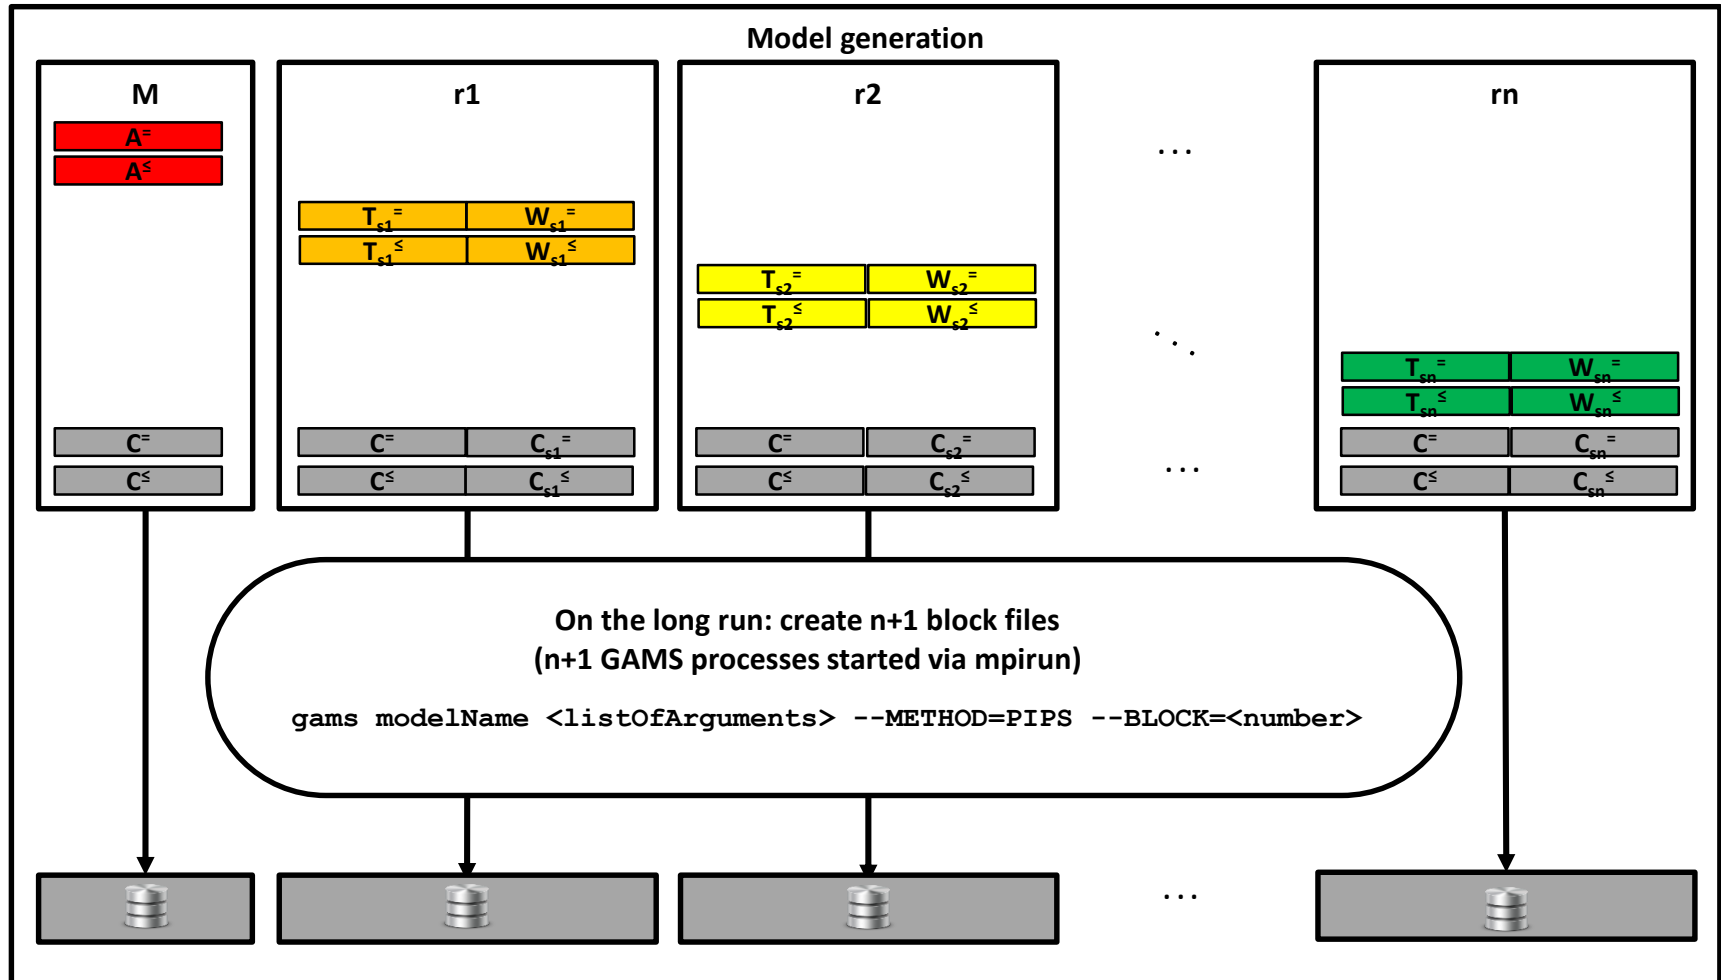 Model generation
M
r1
r2
rn
A=
A≤
...
Ts1= Ws1=
Ts1≤ Ws1≤
Ts2= Ws2=
Ts2≤ Ws2≤
...
Tsn= Wsn=
Tsn≤ Wsn≤
C=
C≤
C= Cs1=
C≤ Cs1≤
C= Cs2=
C≤ Cs2≤
...
C= Csn=
C≤ Csn≤
On the long run: create n+1 block files
(n+1 GAMS processes started via mpirun)
gams modelName <listOfArguments> --METHOD=PIPS --BLOCK=<number>
...